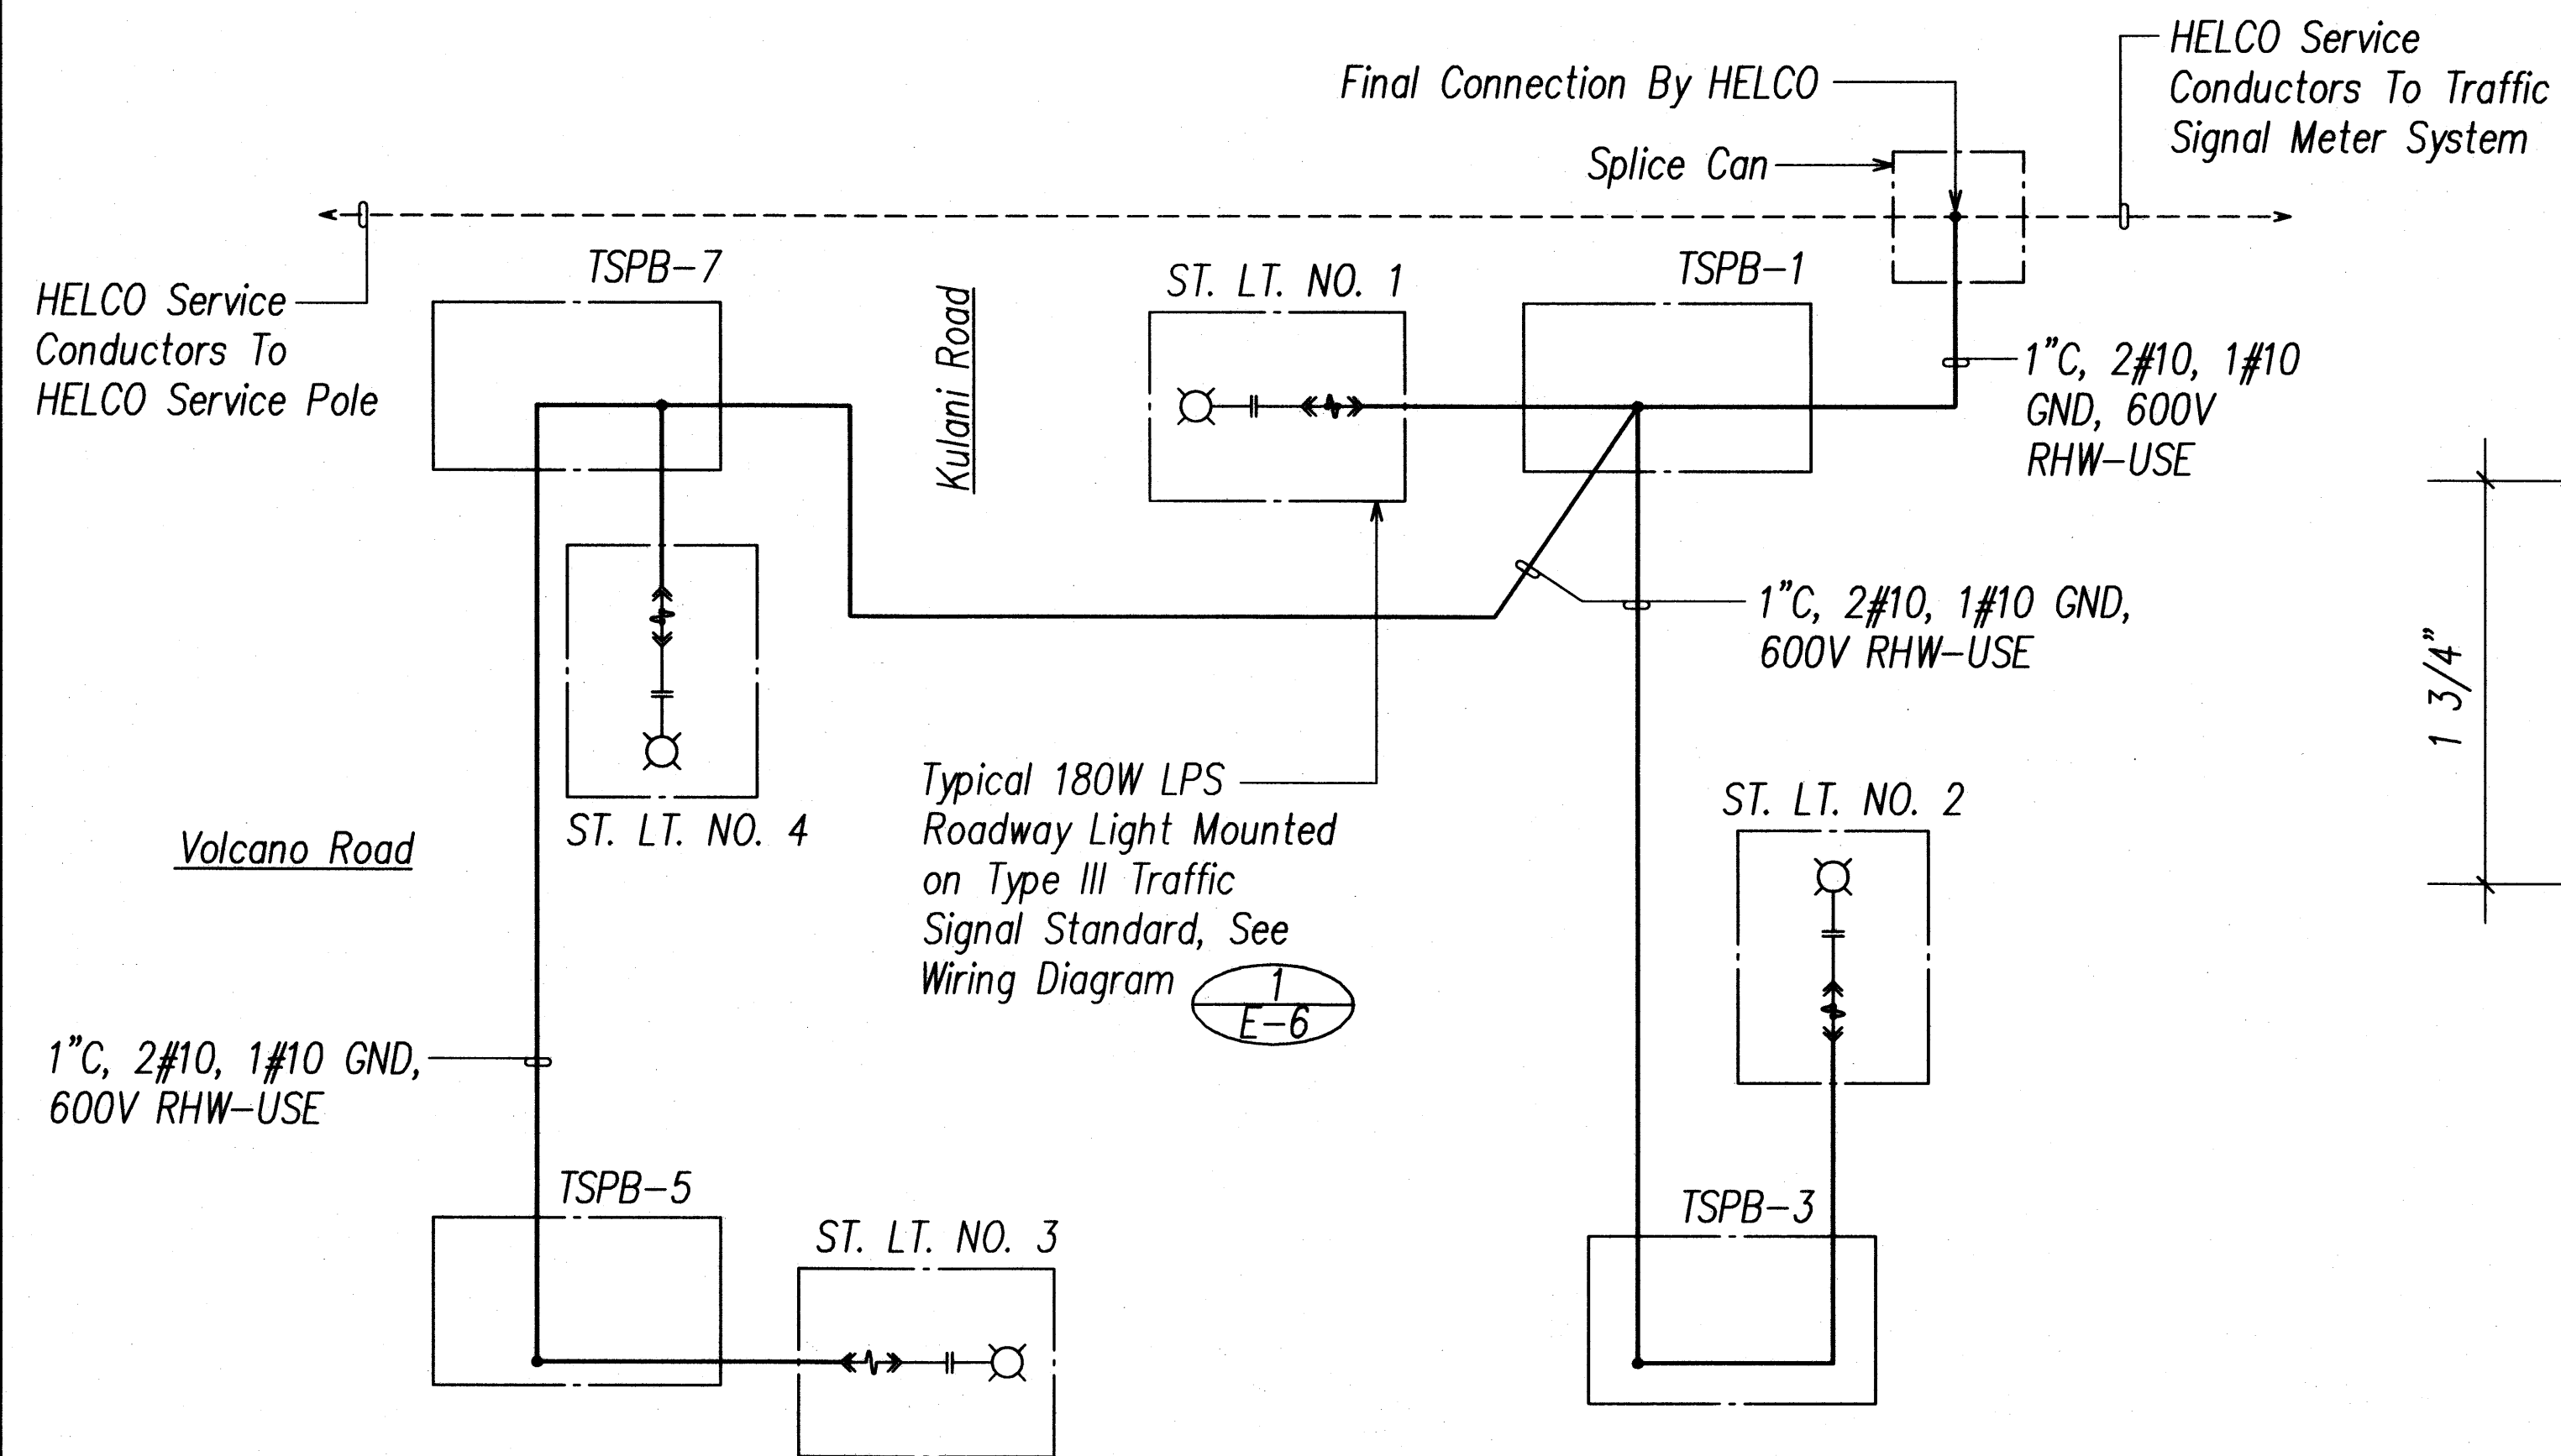 HELCO Service
Conductors To Traffic
Signal Meter System
Final Connection By HELCO
Splice Can
TSPB-7
ST. LT. NO. 1
TSPB-1
HELCO Service
Conductors To
HELCO Service Pole
Kulani Road
1"C, 2#10, 1#10
GND, 600V
RHW-USE
1"C, 2#10, 1#10 GND,
600V RHW-USE
1 3/4"
Typical 180W LPS
Roadway Light Mounted
on Type III Traffic
Signal Standard, See
Wiring Diagram
1
E-6
ST. LT. NO. 4
ST. LT. NO. 2
Volcano Road
1"C, 2#10, 1#10 GND,
600V RHW-USE
TSPB-5
ST. LT. NO. 3
TSPB-3